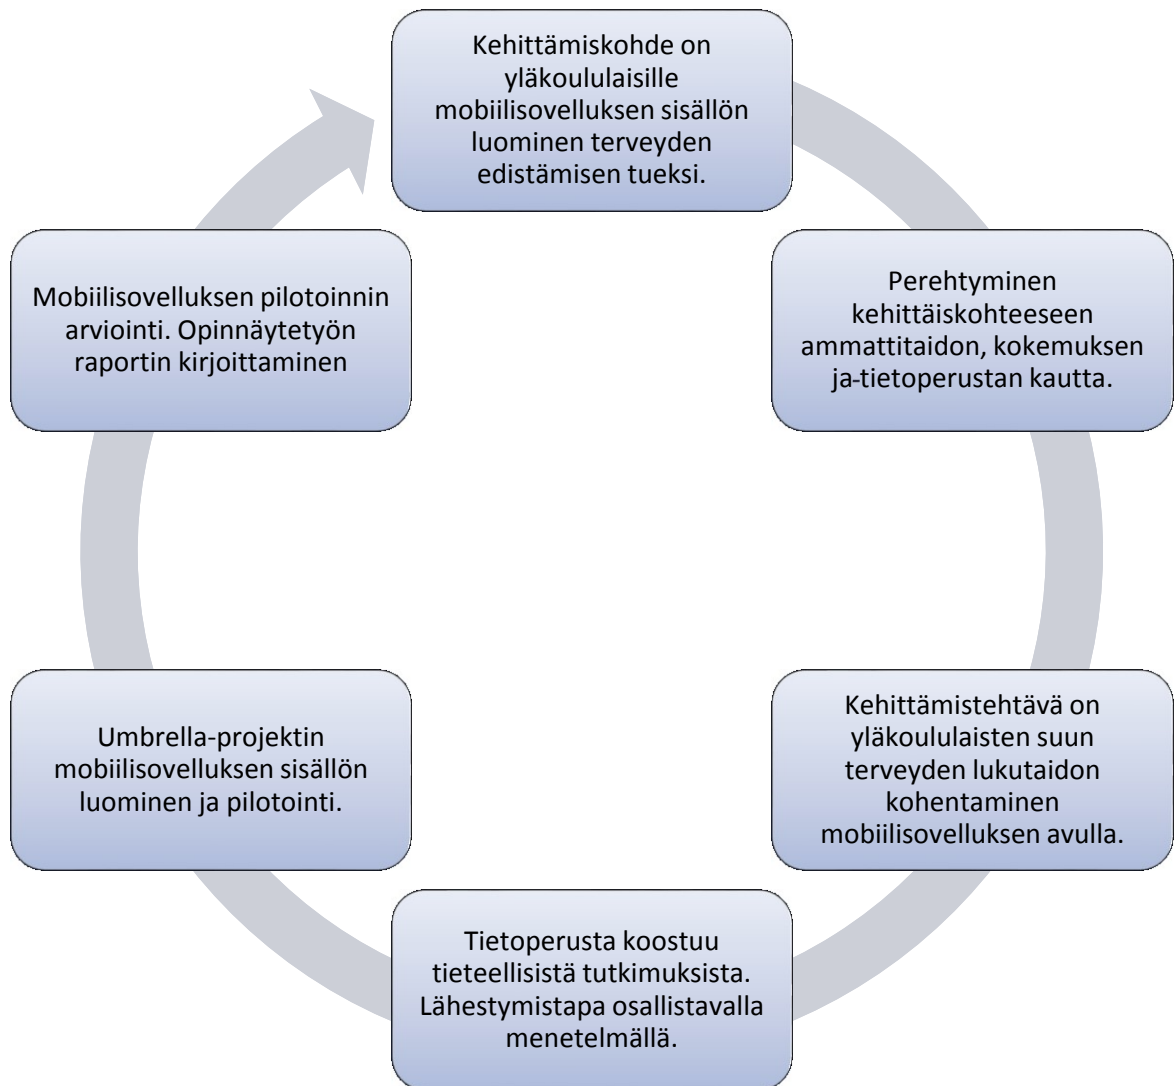 Kehittämiskohde on
yläkoululaisille
mobiilisovelluksen sisällön
luominen terveyden
edistämisen tueksi.
Perehtyminen
kehittäiskohteeseen
ammattitaidon, kokemuksen
ja-tietoperustan kautta.
Kehittämistehtävä on
yläkoululaisten suun
terveyden lukutaidon
kohentaminen
mobiilisovelluksen avulla.
Tietoperusta koostuu
tieteellisistä tutkimuksista.
Lähestymistapa osallistavalla
menetelmällä.
Umbrella-projektin
mobiilisovelluksen sisällön
luominen ja pilotointi.
Mobiilisovelluksen pilotoinnin
arviointi. Opinnäytetyön
raportin kirjoittaminen